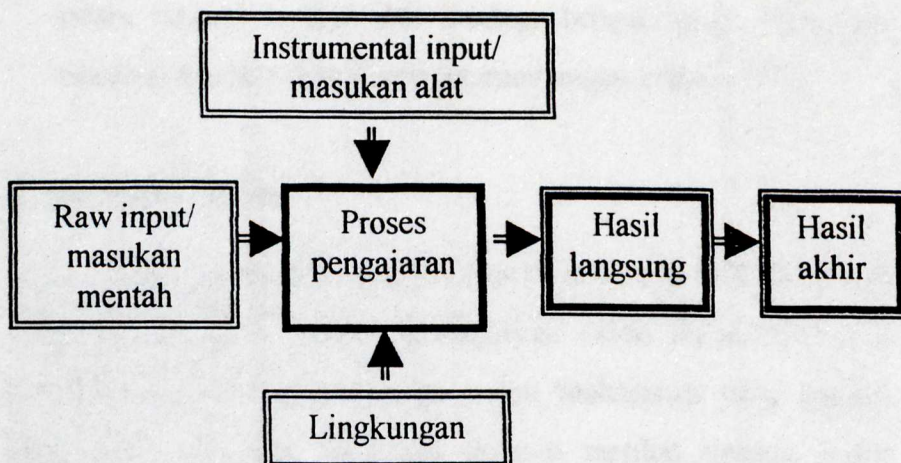 Instrumental input/
masukan alat
Raw input/
masukan
mentah
Proses
pengajaran
Hasil
langsung
Hasil
akhir
Lingkungan